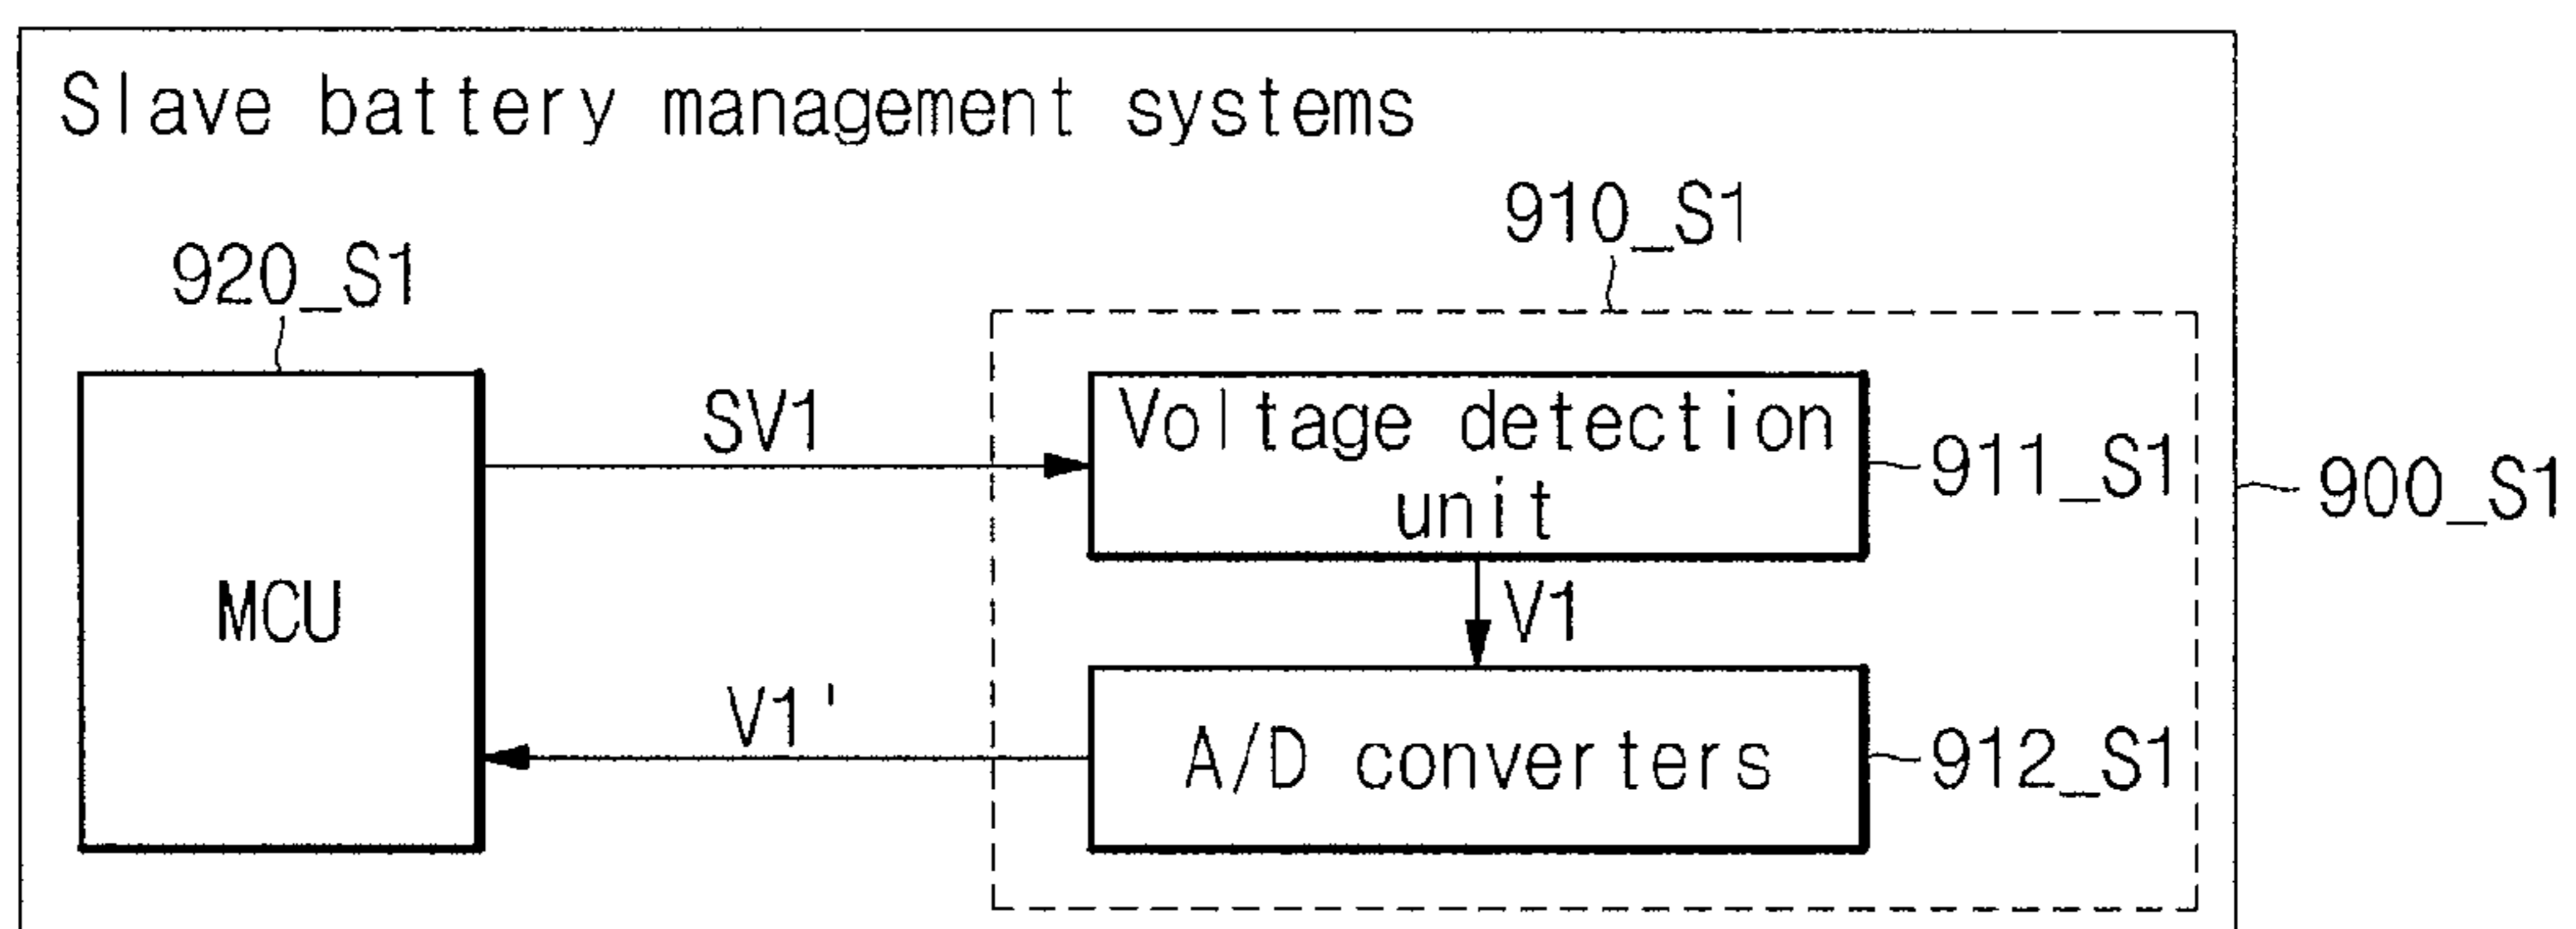 Slave battery management systems
910_S1
920_S1
SV1
Voltage detection
unit
911_S1
900_S1
MCU
V1
V1'
A/D converters
912_S1